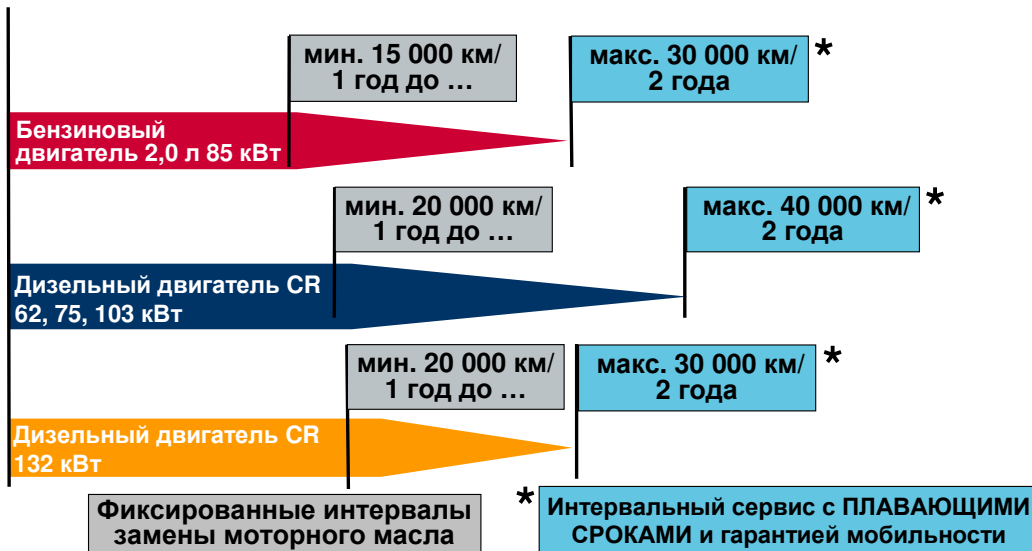 мин. 15 000 км/
1 год до ...
макс. 30 000 км/
2 года
*
Бензиновый
двигатель 2,0 л 85 кВт
мин. 20 000 км/
1 год до ...
макс. 40 000 км/
2 года
*
Дизельный двигатель CR
62, 75, 103 кВт
мин. 20 000 км/
1 год до ...
макс. 30 000 км/
2 года
*
Дизельный двигатель CR
132 кВт
Фиксированные интервалы
замены моторного масла
* Интервальный сервис с ПЛАВАЮЩИМИ
СРОКАМИ и гарантией мобильности